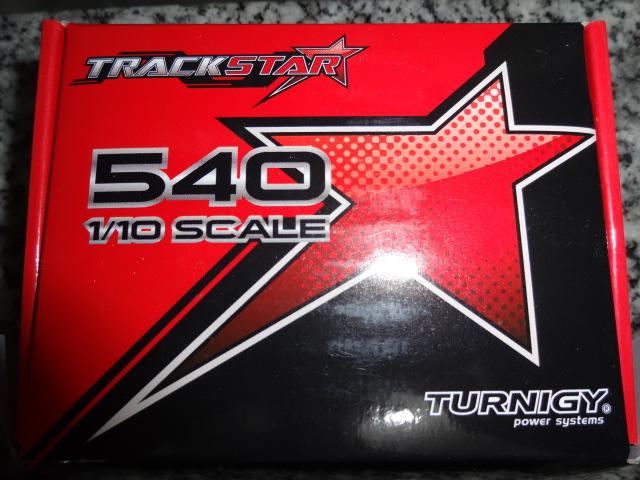 TRACKSTAR
540
1/10 SCALE
TURNIGY®
power systems